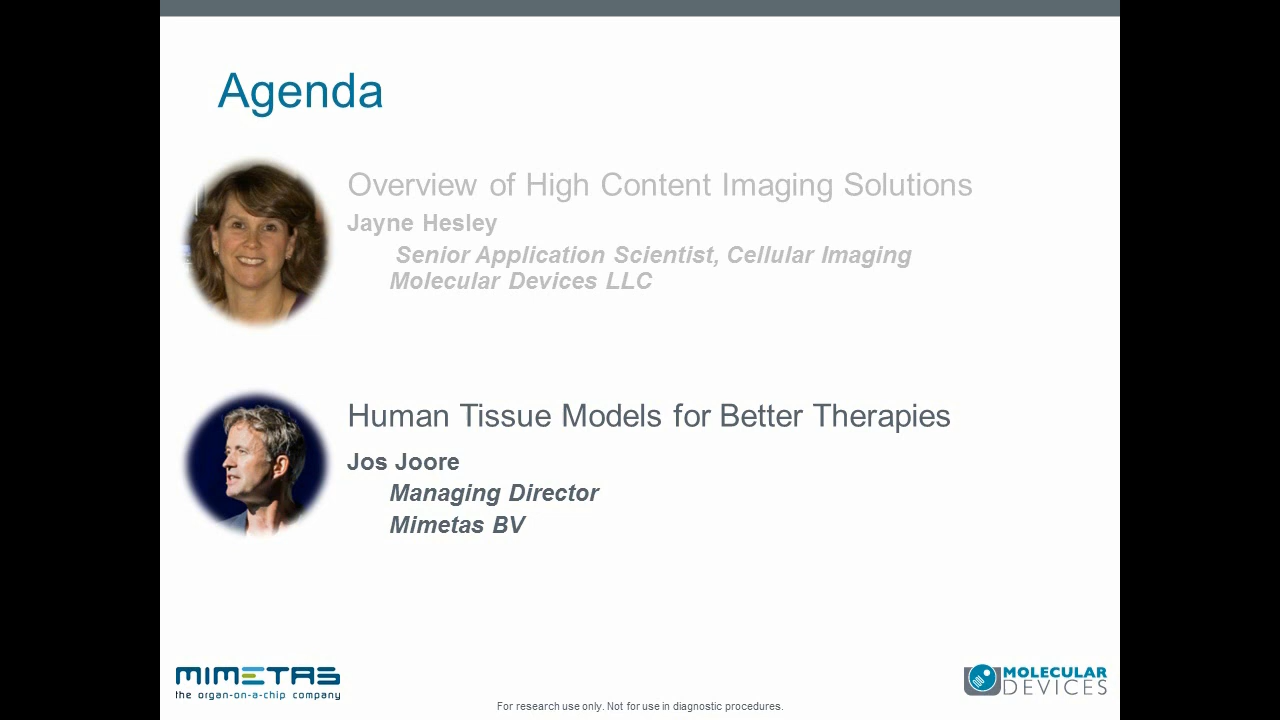 Agenda
Overview of High Content Imaging Solutions
Jayne Hesley
Senior Application Scientist, Cellular Imaging
Molecular Devices LLC
Human Tissue Models for Better Therapies
Jos Joore
Managing Director
Mimetas BV
MIMETAS
the organ-on-a-chip company
MOLECULAR
DEVICES
For research use only. Not for use in diagnostic procedures.